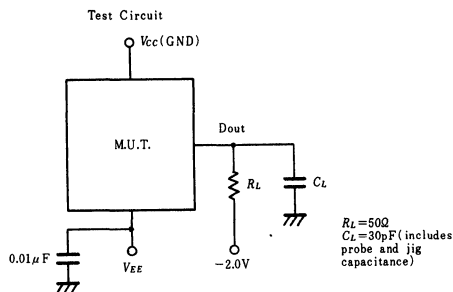 Test Circuit
Vcc(GND)
M.U.T.
Dout
RL
CL
RL=50Ω
CL=30pF(includes
probe and jig
capacitance)
0.01μF
VEE
−2.0V